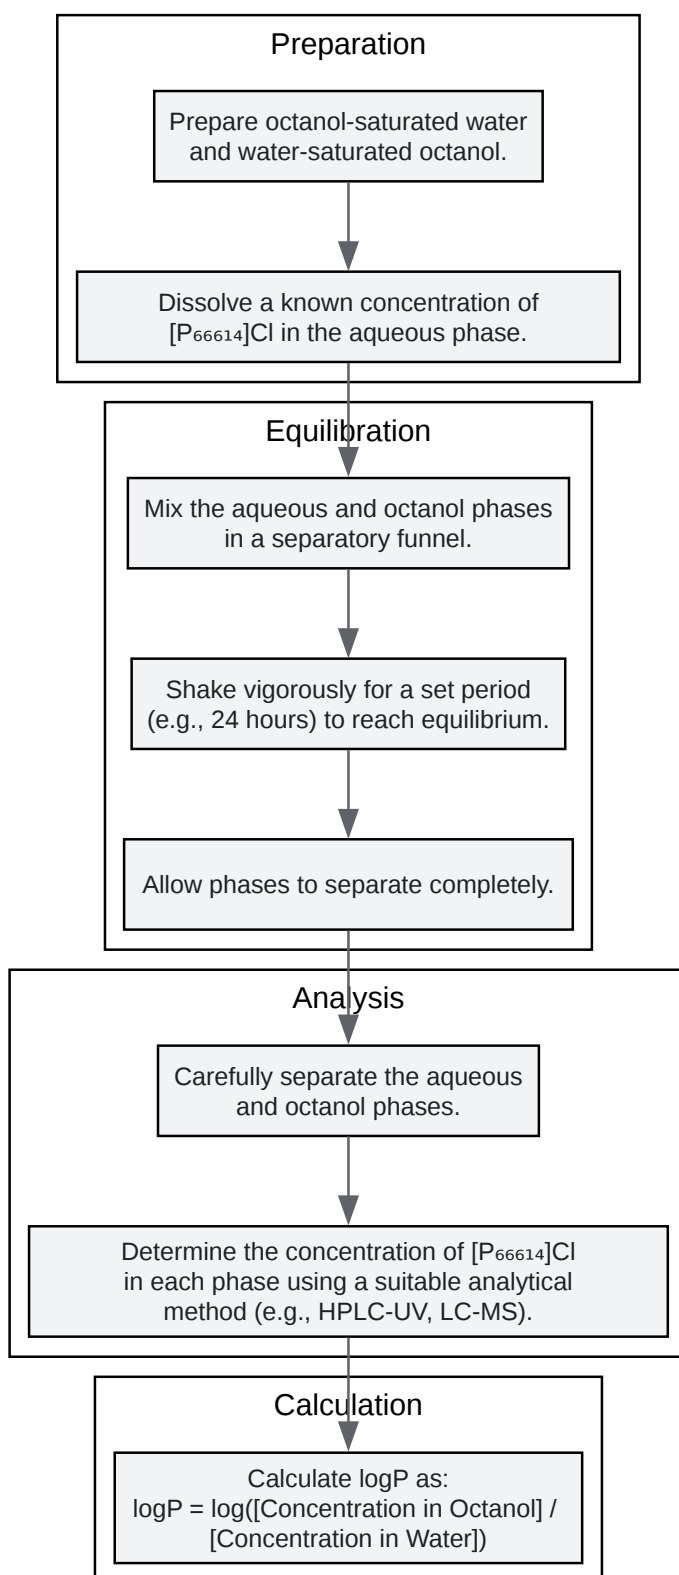 Preparation
Prepare octanol-saturated water
and water-saturated octanol.
Dissolve a known concentration of
[P₆₆₆₁₄]Cl in the aqueous phase.
Equilibration
Mix the aqueous and octanol phases
in a separatory funnel.
Shake vigorously for a set period
(e.g., 24 hours) to reach equilibrium.
Allow phases to separate completely.
Analysis
Carefully separate the aqueous
and octanol phases.
Determine the concentration of [P₆₆₆₁₄]Cl
in each phase using a suitable analytical
method (e.g., HPLC-UV, LC-MS).
Calculation
Calculate logP as:
logP = log([Concentration in Octanol] /
[Concentration in Water])